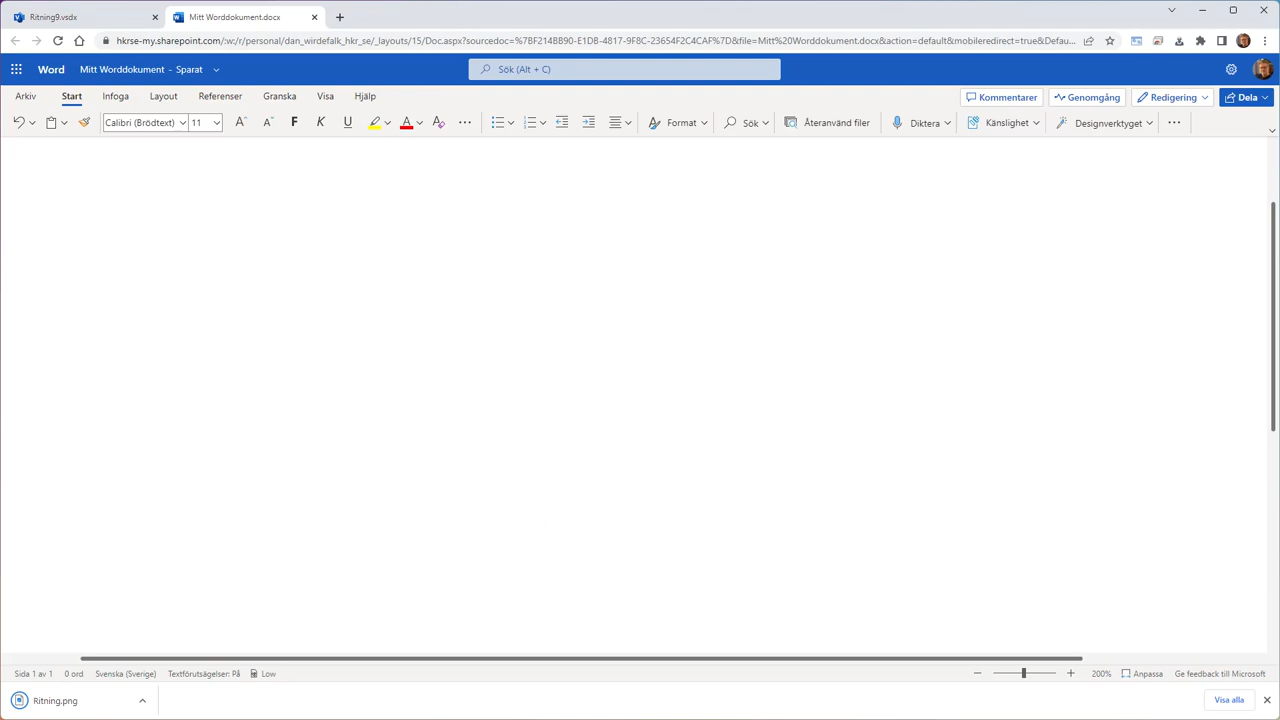 Ritning9.vsdx
Mitt Worddokument.docx
hkrse-my.sharepoint.com/:w:/r/personal/dan_wirdefalk_hkr_se/_layouts/15/Doc.aspx?sourcedoc=%7BF214BB90-E1DB-4817-9F8C-23654F2C4CAF%7D&file=Mitt%20Worddokument.docx&action=default&mobileredirect=true&Defau...
Word
Mitt Worddokument - Sparat
Sök (Alt + C)
Arkiv Start Infoga Layout Referenser Granska Visa Hjälp
Kommentarer Genomgång Redigering Dela
Calibri (Brödtext) 11 F K U A Format Sök Återanvänd filer Diktera Känslighet Designverktyget
Sida 1 av 1 0 ord Svenska (Sverige) Textförutsägelser: På Low
200% Anpassa Ge feedback till Microsoft
Ritning.png
Visa alla